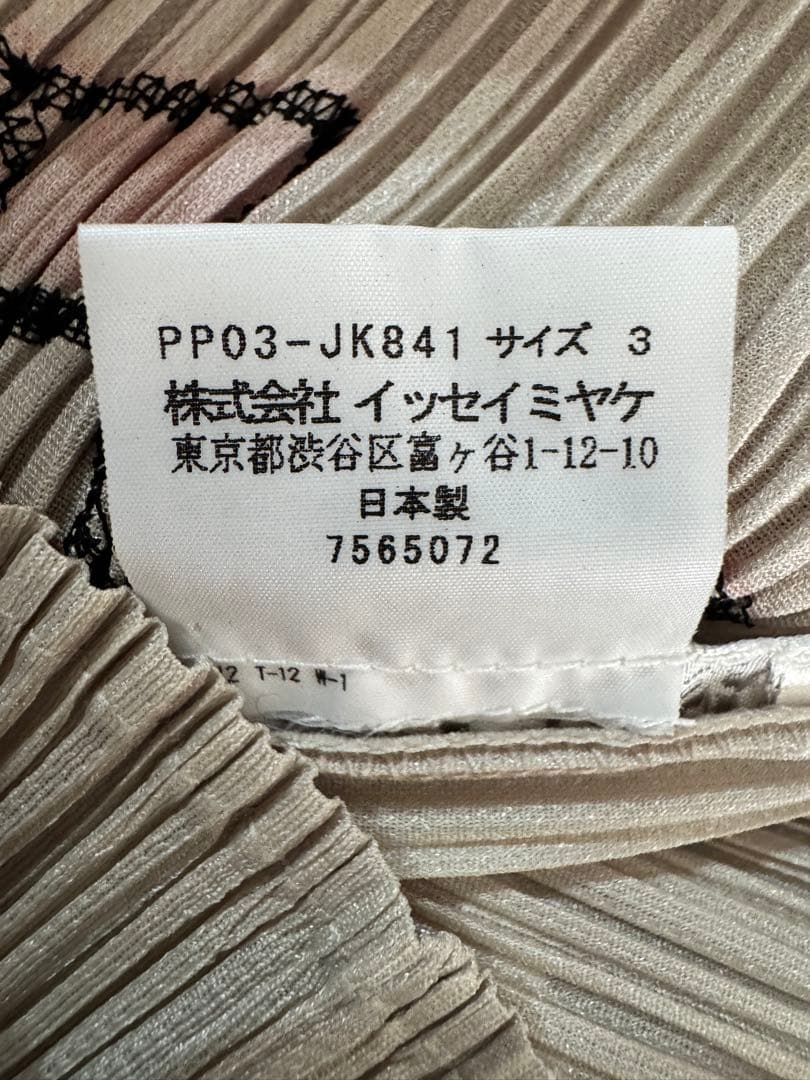 PP03-JK841 サイズ 3
株式会社 イッセイミヤケ
東京都渋谷区富ヶ谷1-12-10
日本製
7565072
T-12 W-1